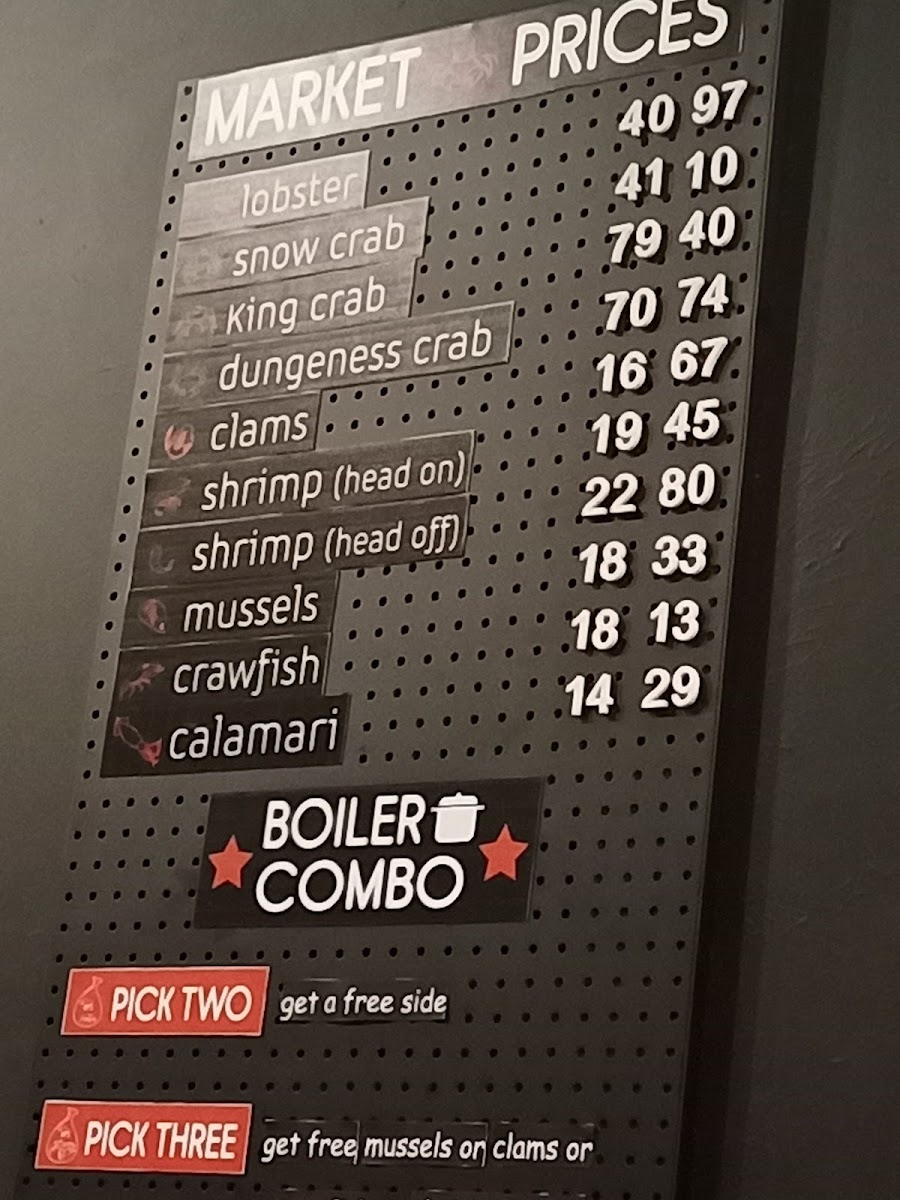 MARKET PRICES
lobster 40 97
snow crab 41 10
King crab 79 40
dungeness crab 70 74
clams 16 67
shrimp (head on) 19 45
shrimp (head off) 22 80
mussels 18 33
crawfish 18 13
calamari 14 29
BOILER
COMBO
PICK TWO get a free side
PICK THREE get free mussels or clams or